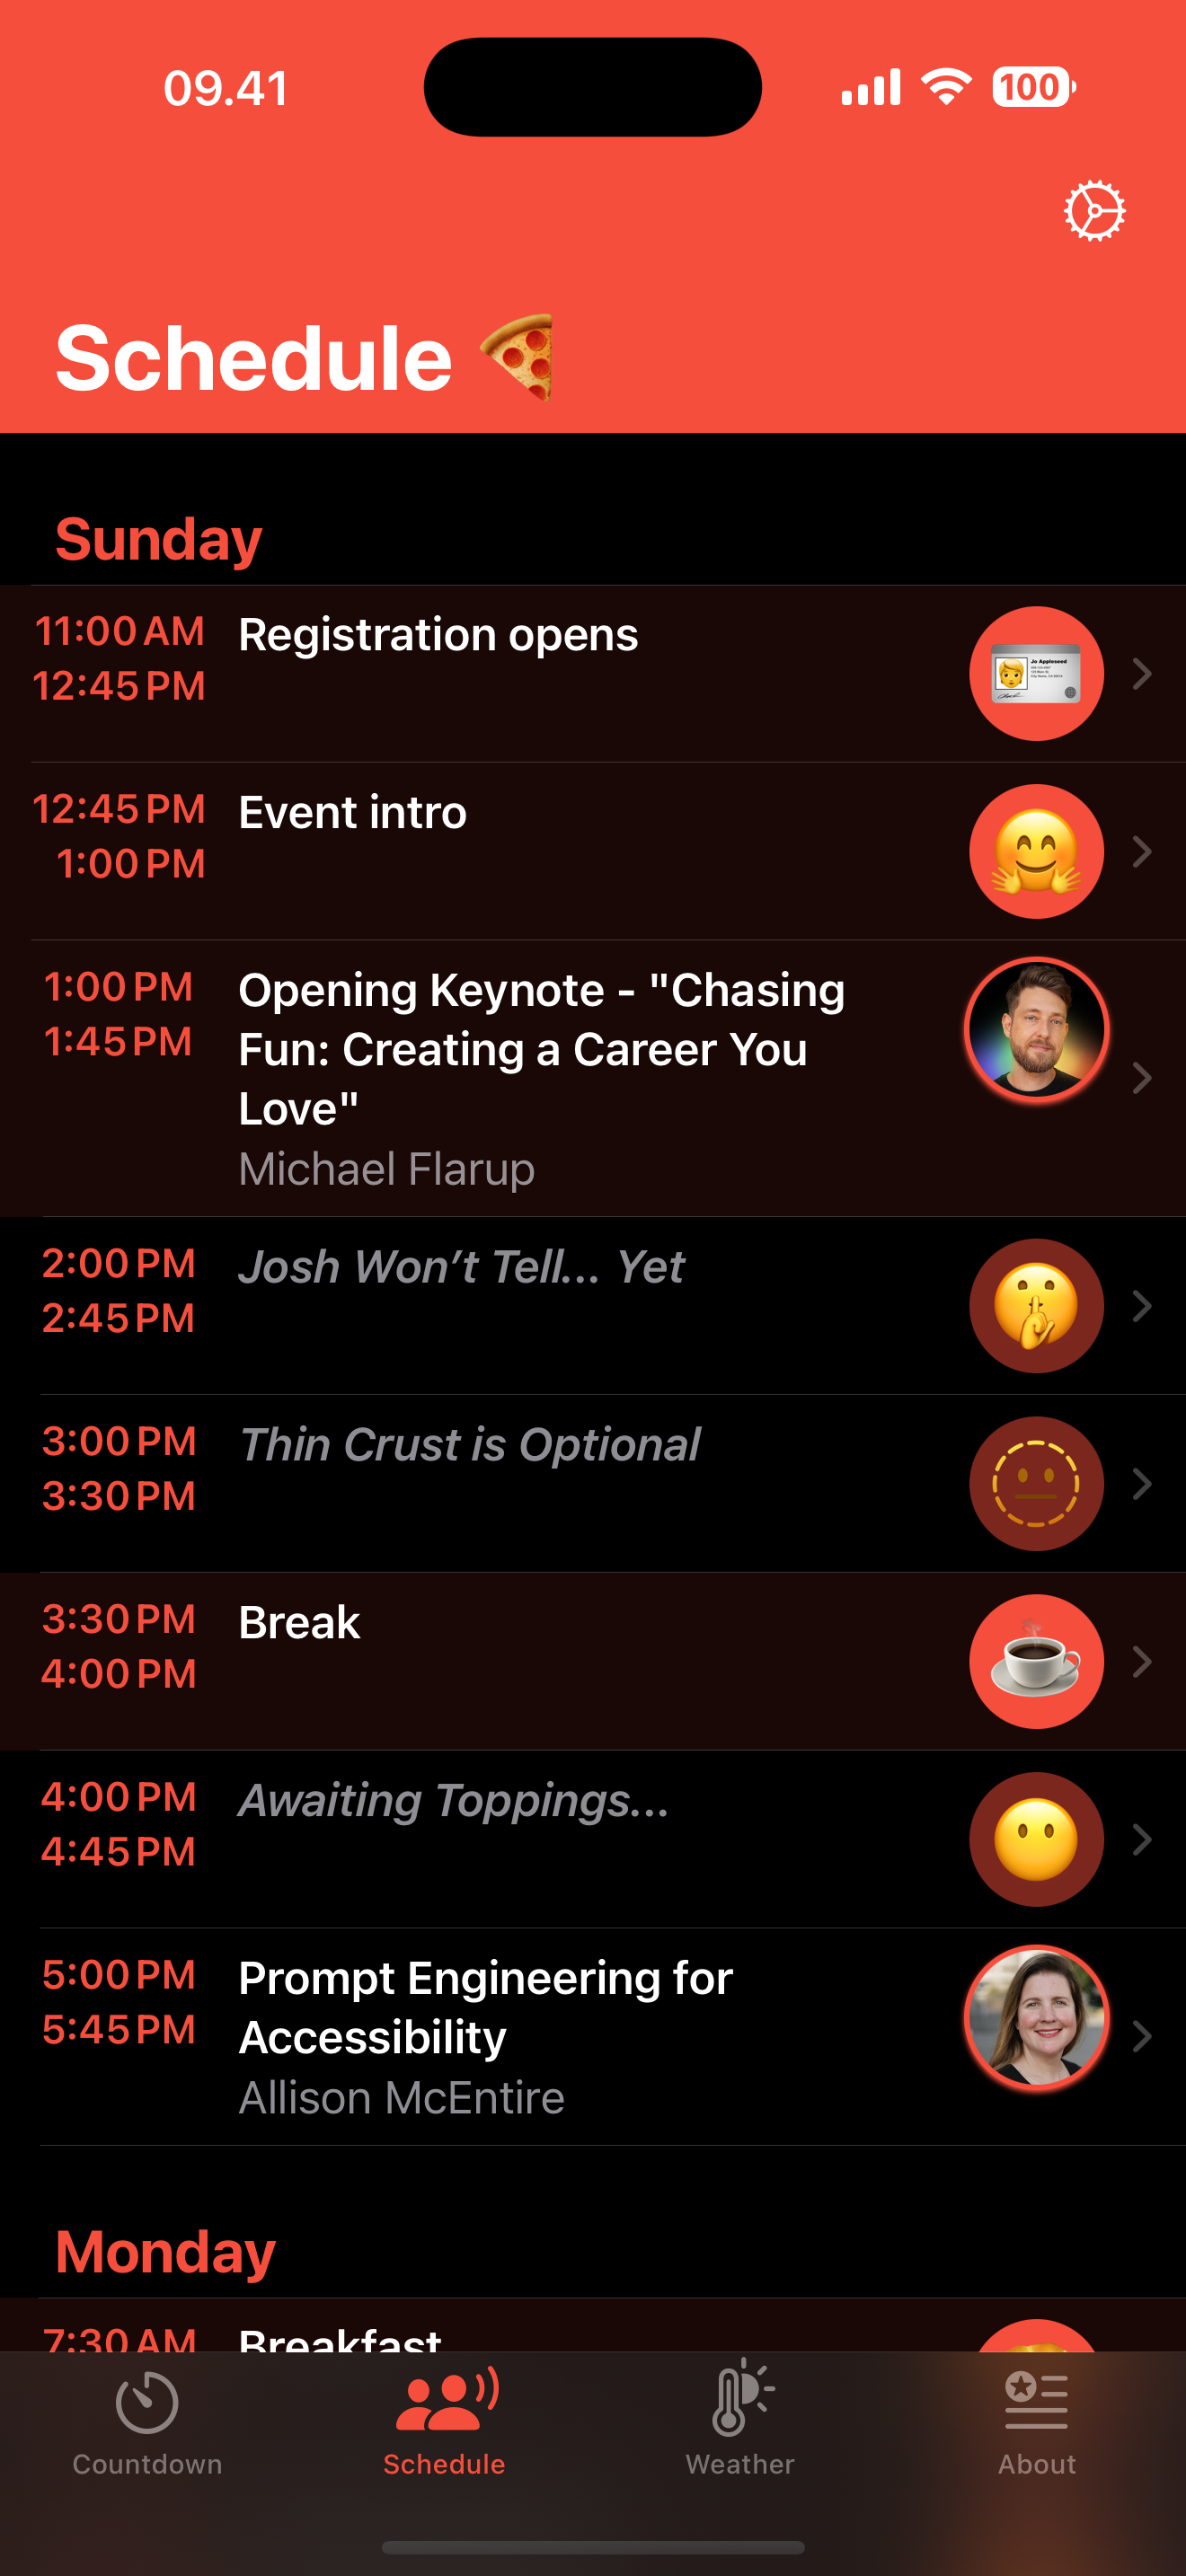 09.41
100
Schedule 🍕
Sunday
11:00 AM
12:45 PM
Registration opens
Jo Appleseed
12:45 PM
1:00 PM
Event intro
1:00 PM
1:45 PM
Opening Keynote - "Chasing
Fun: Creating a Career You
Love"
Michael Flarup
2:00 PM
2:45 PM
Josh Won’t Tell... Yet
3:00 PM
3:30 PM
Thin Crust is Optional
3:30 PM
4:00 PM
Break
4:00 PM
4:45 PM
Awaiting Toppings...
5:00 PM
5:45 PM
Prompt Engineering for
Accessibility
Allison McEntire
Monday
7:30 AM
Breakfast
Countdown
Schedule
Weather
About